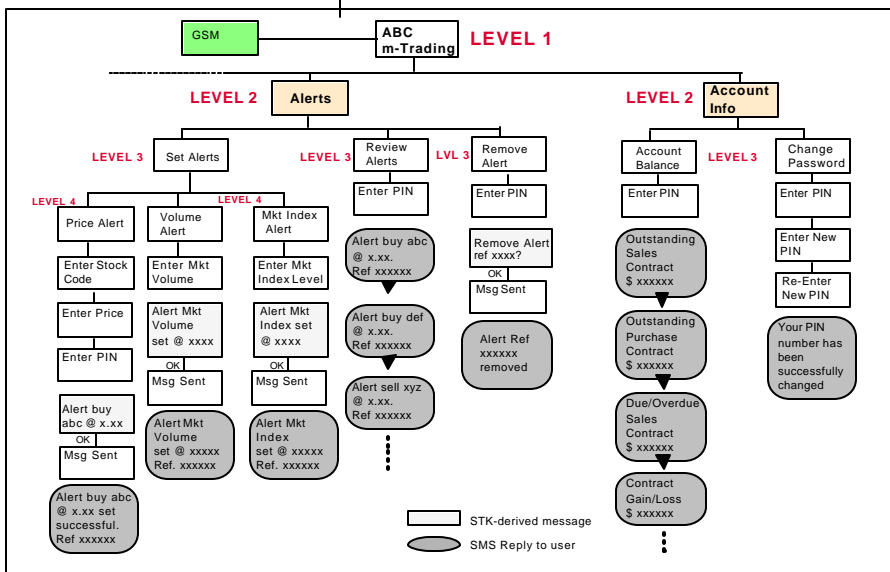 GSM
ABC
m-Trading
LEVEL 1
LEVEL 2
Alerts
LEVEL 2
Account
Info
LEVEL 3
Set Alerts
LEVEL 3
Review
Alerts
LVL 3
Remove
Alert
Account
Balance
LEVEL 3
Change
Password
LEVEL 4
LEVEL 4
Price Alert
Enter Stock
Code
Enter Price
Enter PIN
Alert buy
abc @ x.xx
OK
Msg Sent
Alert buy abc
@ x.xx set
successful.
Ref xxxxxx
Volume
Alert
Enter Mkt
Volume
Alert Mkt
Volume
set @ xxxx
OK
Msg Sent
Alert Mkt
Volume
set @ xxxxx
Ref. xxxxxx
Mkt Index
Alert
Enter Mkt
Index Level
Alert Mkt
Index set
@ xxxx
OK
Msg Sent
Alert Mkt
Index
set @ xxxxx
Ref. xxxxxx
Enter PIN
Alert buy abc
@ x.xx.
Ref xxxxxx
Alert buy def
@ x.xx.
Ref xxxxxx
Alert sell xyz
@ x.xx.
Ref xxxxxx
Enter PIN
Remove Alert
ref xxxx?
OK
Msg Sent
Alert Ref
xxxxxx
removed
Enter PIN
Outstanding
Sales
Contract
$ xxxxxx
Outstanding
Purchase
Contract
$ xxxxxx
Due/Overdue
Sales
Contract
$ xxxxxx
Contract
Gain/Loss
$ xxxxxx
Enter PIN
Enter New
PIN
Re-Enter
New PIN
Your PIN
number has
been
successfully
changed
STK-derived message
SMS Reply to user